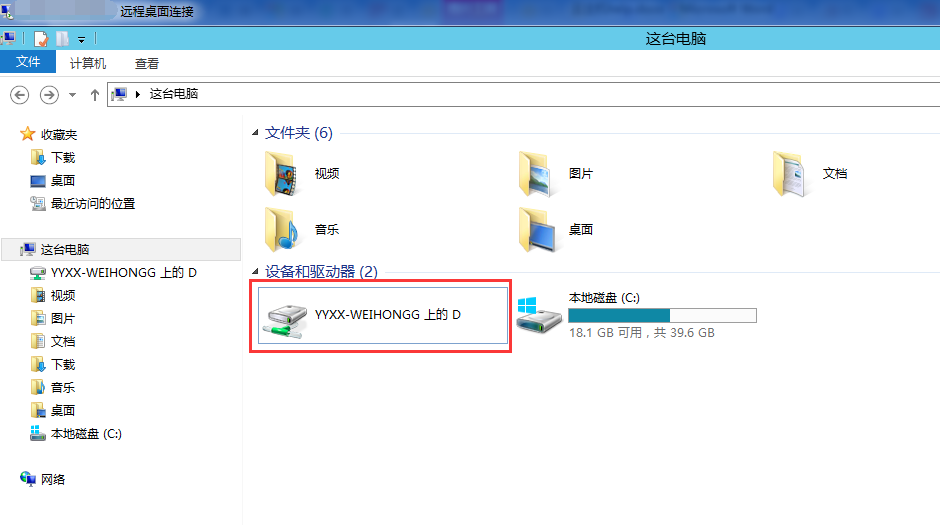 远程桌面连接
这台电脑
文件 计算机 查看
这台电脑
收藏夹
下载
桌面
最近访问的位置
这台电脑
YYXX-WEIHONGG 上的 D
视频
图片
文档
下载
音乐
桌面
本地磁盘 (C:)
网络
文件夹 (6)
视频
图片
文档
音乐
桌面
设备和驱动器 (2)
YYXX-WEIHONGG 上的 D
本地磁盘 (C:)
18.1 GB 可用，共 39.6 GB